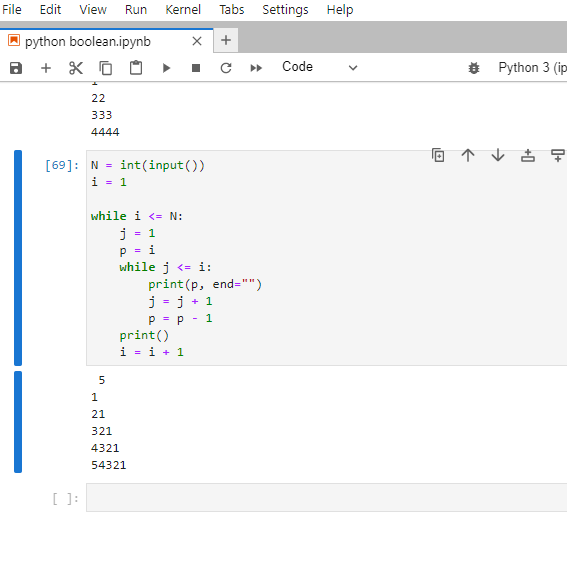 File Edit View Run Kernel Tabs Settings Help
python boolean.ipynb
Code Python 3 (ip
1
22
333
4444
[69]: N = int(input())
i = 1
while i <= N:
    j = 1
    p = i
    while j <= i:
        print(p, end="")
        j = j + 1
        p = p - 1
    print()
    i = i + 1
5
1
21
321
4321
54321
[ ]: